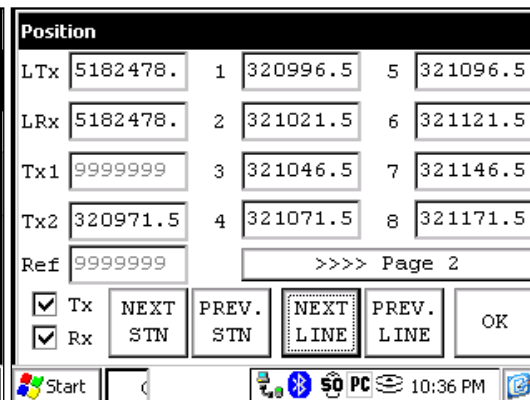 Position
LTx 5182478. 1 320996.5 5 321096.5
LRx 5182478. 2 321021.5 6 321121.5
Tx1 9999999 3 321046.5 7 321146.5
Tx2 320971.5 4 321071.5 8 321171.5
Ref 9999999 >>>> Page 2
Tx NEXT STN PREV. STN NEXT LINE PREV. LINE OK
Rx
Start 50 PC 10:36 PM